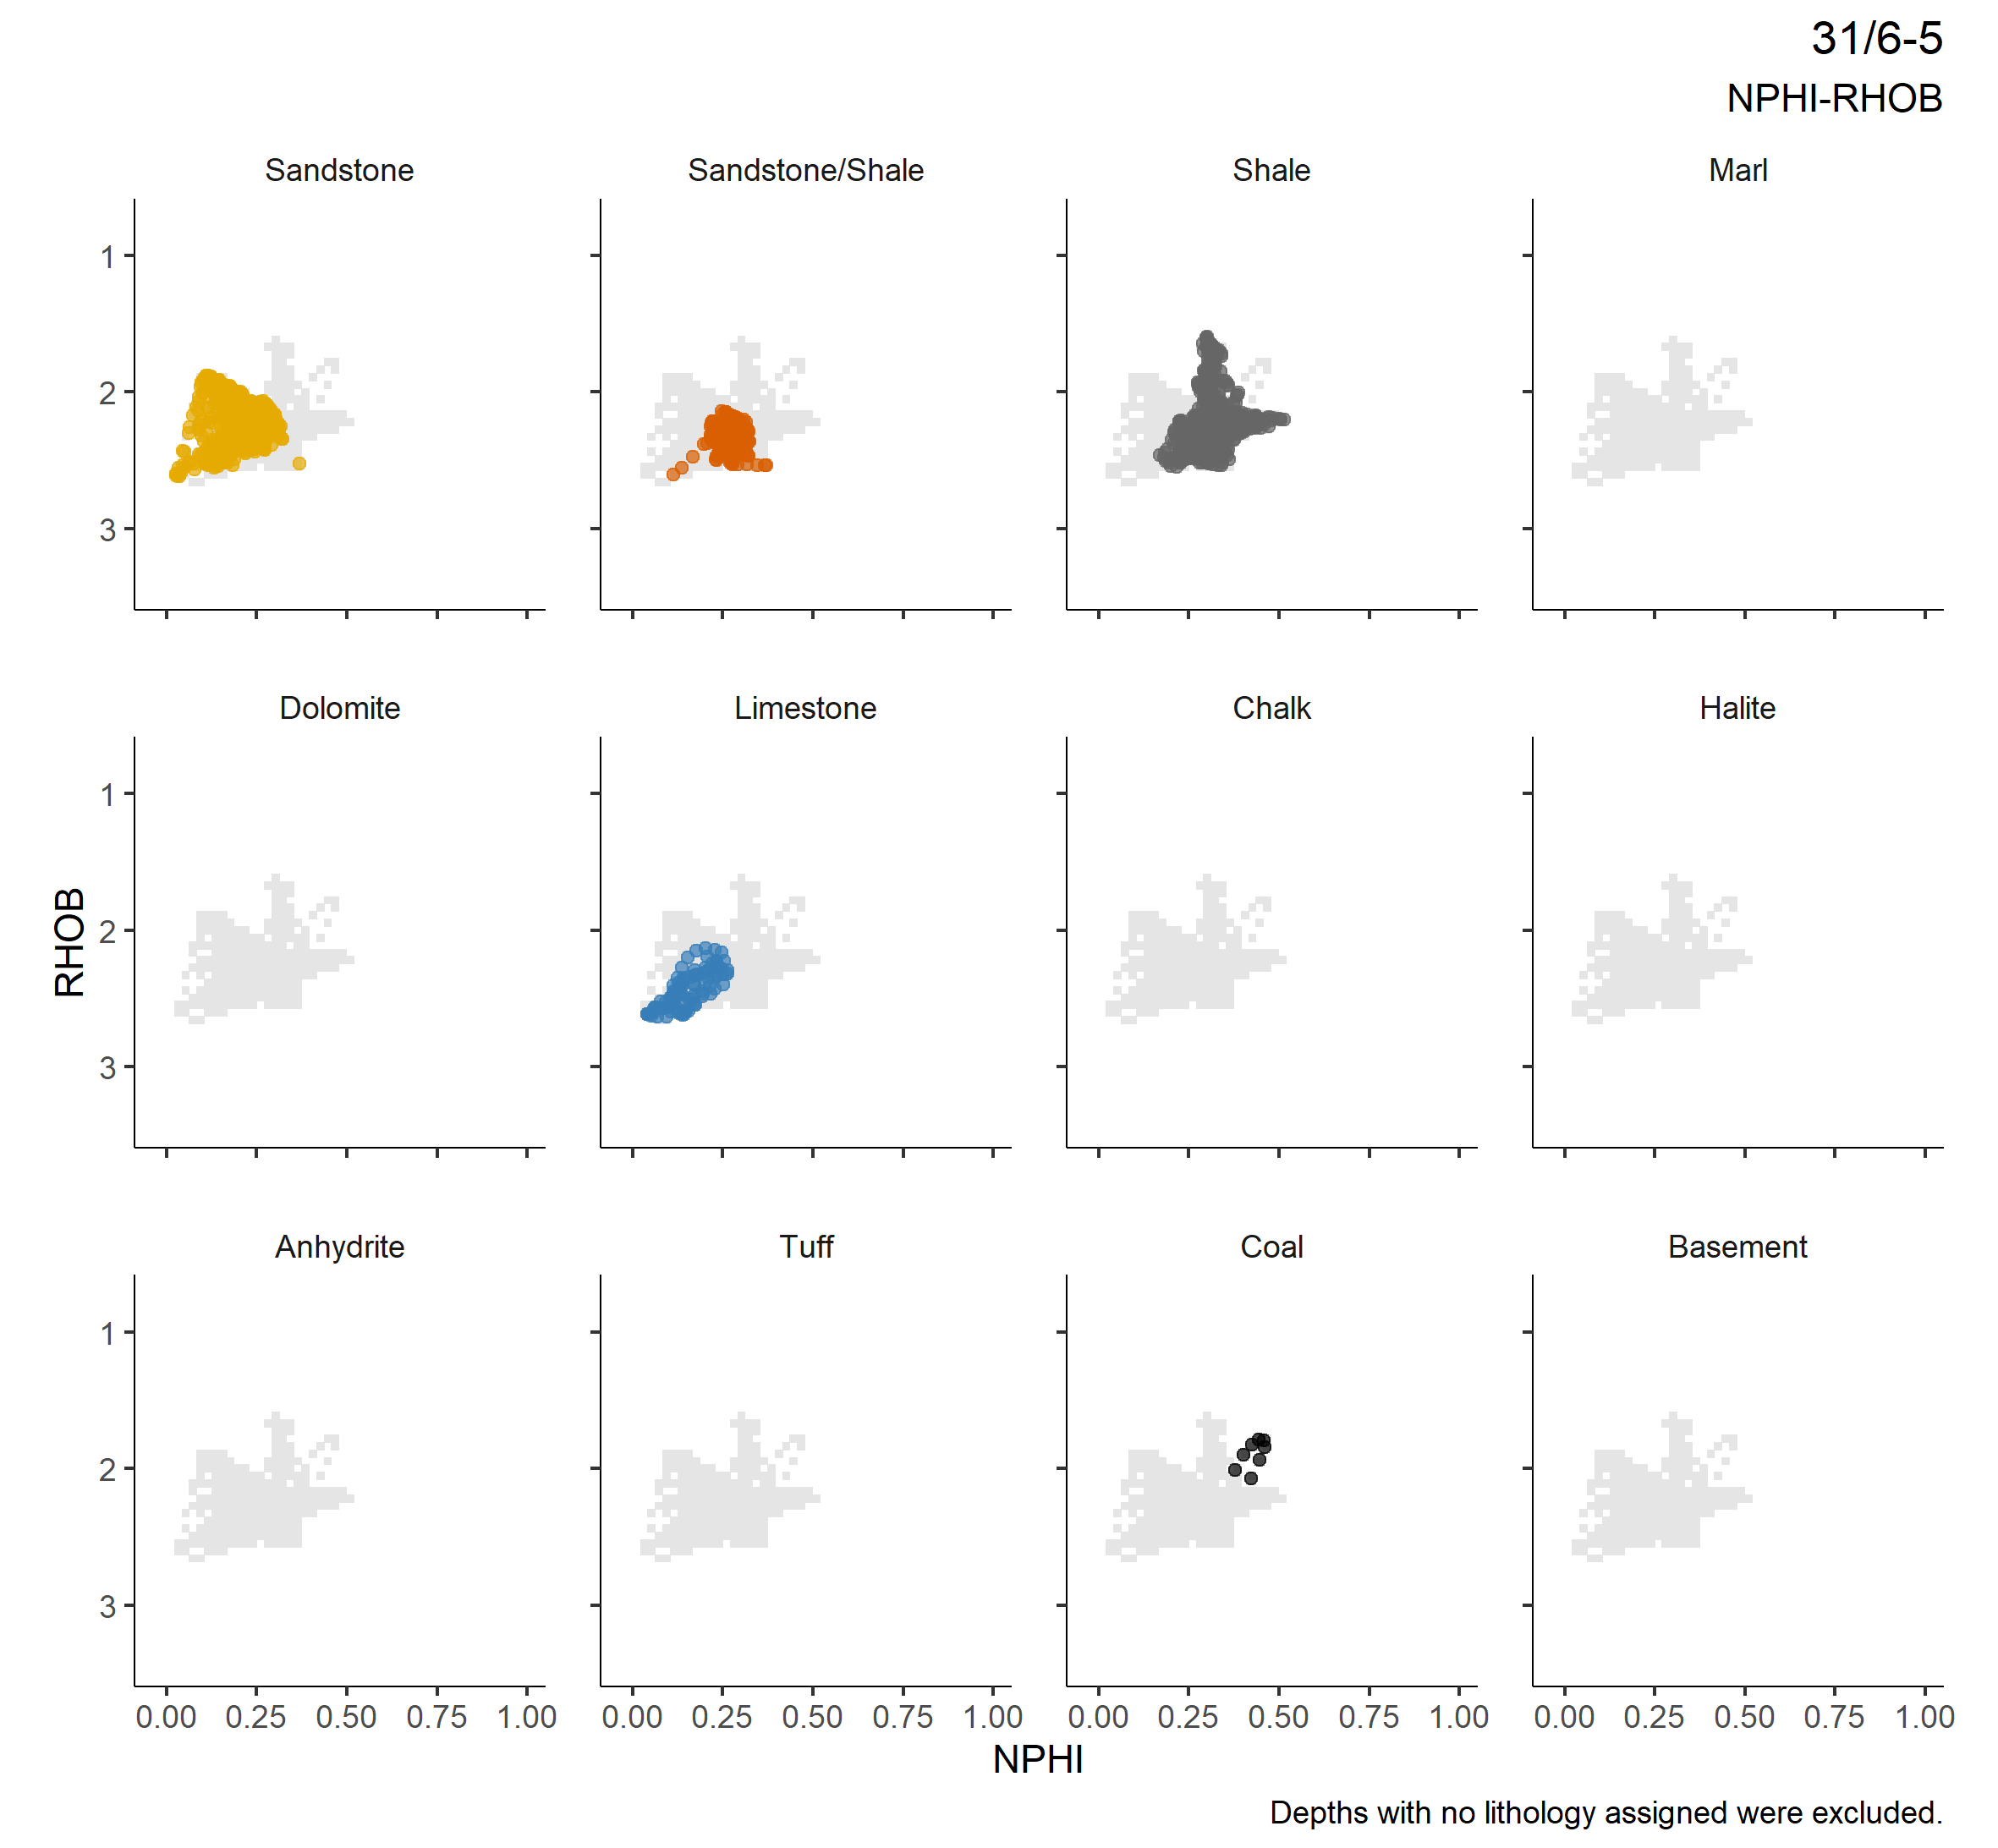 31/6-5
NPHI-RHOB
Sandstone Sandstone/Shale Shale Marl
1
2
3
Dolomite Limestone Chalk Halite
1
2
3
RHOB
Anhydrite Tuff Coal Basement
1
2
3
0.00 0.25 0.50 0.75 1.00 0.00 0.25 0.50 0.75 1.00 0.00 0.25 0.50 0.75 1.00 0.00 0.25 0.50 0.75 1.00
NPHI
Depths with no lithology assigned were excluded.